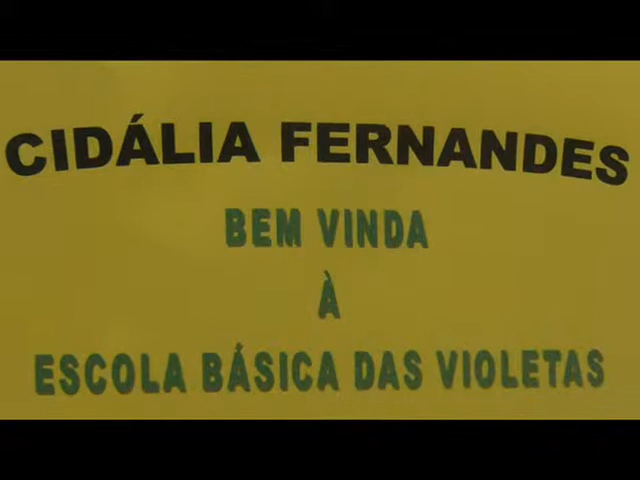 CIDÁLIA FERNANDES
BEM VINDA
À
ESCOLA BÁSICA DAS VIOLETAS